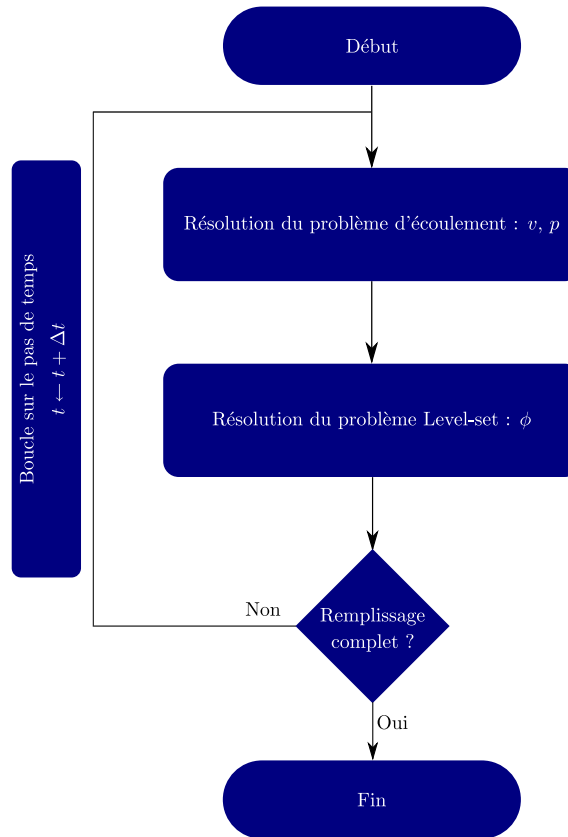 Début
Résolution du problème d'écoulement : v, p
Boucle sur le pas de temps
t ← t + Δt
Résolution du problème Level-set : ϕ
Non
Remplissage
complet ?
Oui
Fin